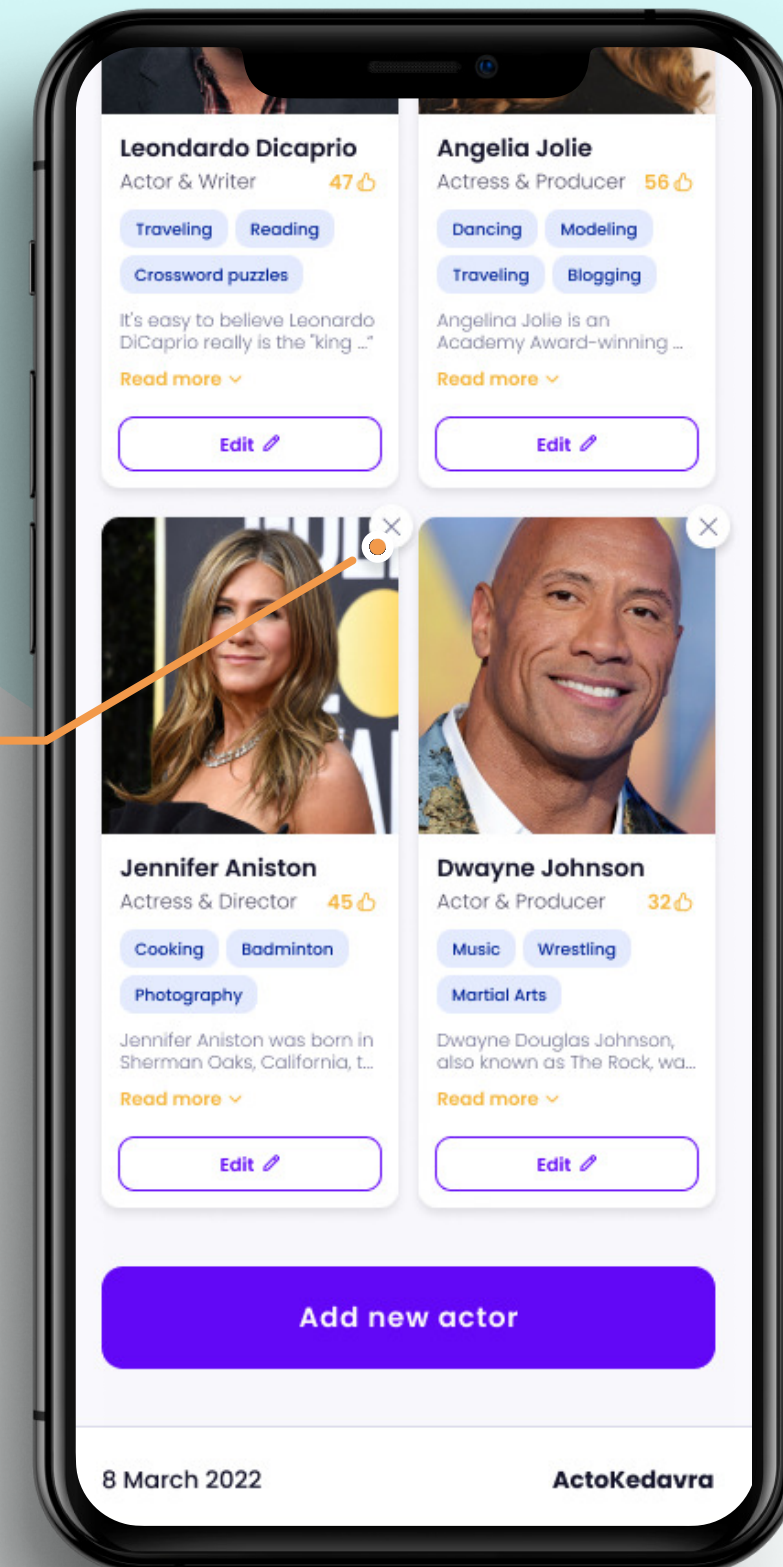 Leondardo Dicaprio
Actor & Writer 47
Traveling Reading
Crossword puzzles
It's easy to believe Leonardo
DiCaprio really is the "king ..."
Read more
Edit
Angelia Jolie
Actress & Producer 56
Dancing Modeling
Traveling Blogging
Angelina Jolie is an
Academy Award-winning ...
Read more
Edit
Jennifer Aniston
Actress & Director 45
Cooking Badminton
Photography
Jennifer Aniston was born in
Sherman Oaks, California, t...
Read more
Edit
Dwayne Johnson
Actor & Producer 32
Music Wrestling
Martial Arts
Dwayne Douglas Johnson,
also known as The Rock, wa...
Read more
Edit
Add new actor
8 March 2022
ActoKedavra